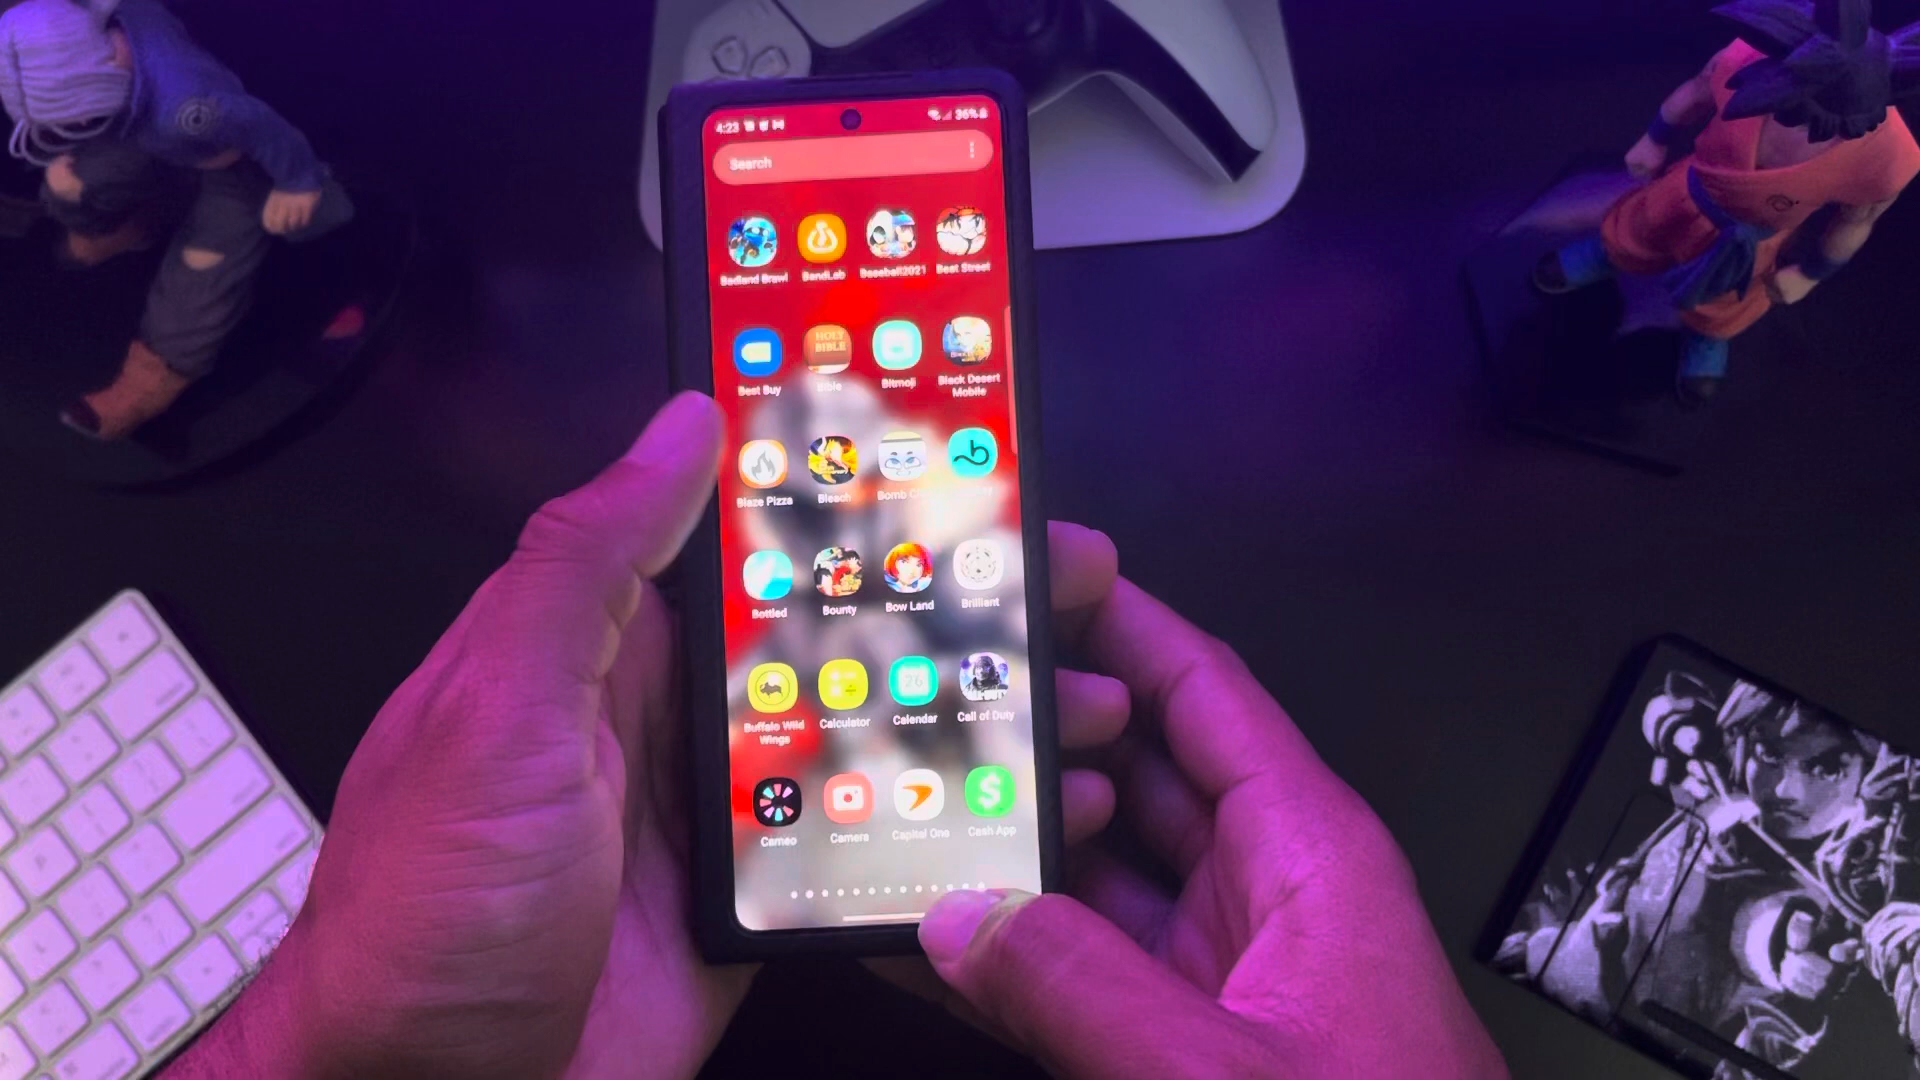 4:23
36%
Search
Badland Brawl
BandLab
Baseball2021
Beat Street
HOLY
BIBLE
Best Buy
Bible
Bitmoji
Black Desert
Mobile
Blaze Pizza
Bleach
Bomb
Bottled
Bounty
Bow Land
Brilliant
26
Buffalo Wild
Wings
Calculator
Calendar
Call of Duty
Cameo
Camera
Capital One
Cash App